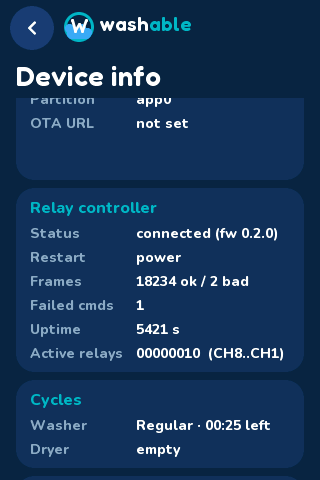 washable
Device info
Partition app0
OTA URL not set
Relay controller
Status connected (fw 0.2.0)
Restart power
Frames 18234 ok / 2 bad
Failed cmds 1
Uptime 5421 s
Active relays 00000010 (CH8..CH1)
Cycles
Washer Regular · 00:25 left
Dryer empty